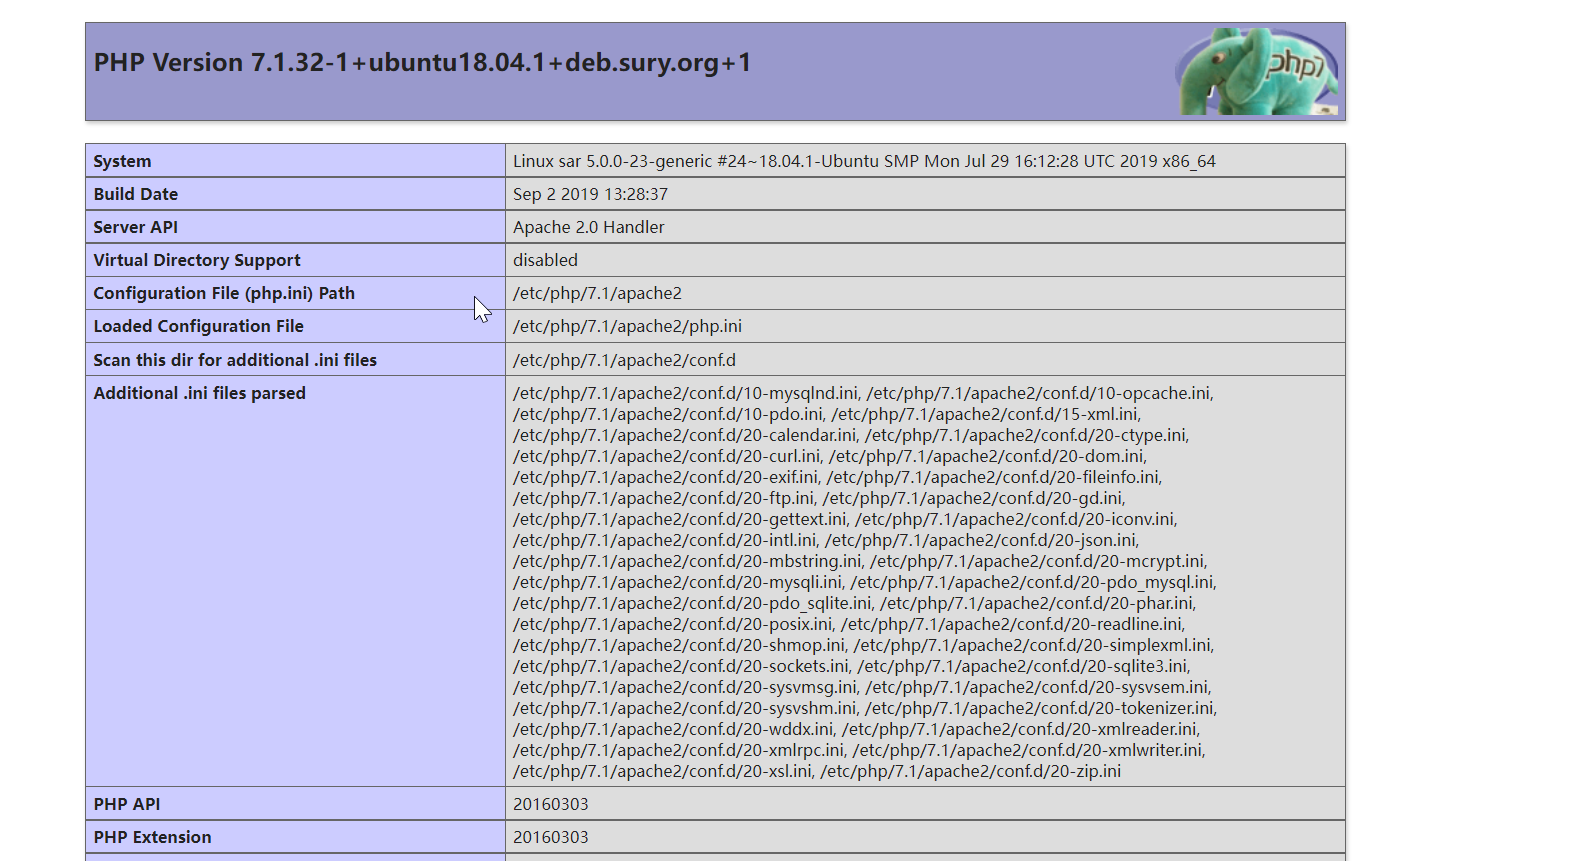 PHP Version 7.1.32-1+ubuntu18.04.1+deb.sury.org+1
php7
System Linux sar 5.0.0-23-generic #24~18.04.1-Ubuntu SMP Mon Jul 29 16:12:28 UTC 2019 x86_64
Build Date Sep 2 2019 13:28:37
Server API Apache 2.0 Handler
Virtual Directory Support disabled
Configuration File (php.ini) Path /etc/php/7.1/apache2
Loaded Configuration File /etc/php/7.1/apache2/php.ini
Scan this dir for additional .ini files /etc/php/7.1/apache2/conf.d
Additional .ini files parsed /etc/php/7.1/apache2/conf.d/10-mysqlnd.ini, /etc/php/7.1/apache2/conf.d/10-opcache.ini,
/etc/php/7.1/apache2/conf.d/10-pdo.ini, /etc/php/7.1/apache2/conf.d/15-xml.ini,
/etc/php/7.1/apache2/conf.d/20-calendar.ini, /etc/php/7.1/apache2/conf.d/20-ctype.ini,
/etc/php/7.1/apache2/conf.d/20-curl.ini, /etc/php/7.1/apache2/conf.d/20-dom.ini,
/etc/php/7.1/apache2/conf.d/20-exif.ini, /etc/php/7.1/apache2/conf.d/20-fileinfo.ini,
/etc/php/7.1/apache2/conf.d/20-ftp.ini, /etc/php/7.1/apache2/conf.d/20-gd.ini,
/etc/php/7.1/apache2/conf.d/20-gettext.ini, /etc/php/7.1/apache2/conf.d/20-iconv.ini,
/etc/php/7.1/apache2/conf.d/20-intl.ini, /etc/php/7.1/apache2/conf.d/20-json.ini,
/etc/php/7.1/apache2/conf.d/20-mbstring.ini, /etc/php/7.1/apache2/conf.d/20-mcrypt.ini,
/etc/php/7.1/apache2/conf.d/20-mysqli.ini, /etc/php/7.1/apache2/conf.d/20-pdo_mysql.ini,
/etc/php/7.1/apache2/conf.d/20-pdo_sqlite.ini, /etc/php/7.1/apache2/conf.d/20-phar.ini,
/etc/php/7.1/apache2/conf.d/20-posix.ini, /etc/php/7.1/apache2/conf.d/20-readline.ini,
/etc/php/7.1/apache2/conf.d/20-shmop.ini, /etc/php/7.1/apache2/conf.d/20-simplexml.ini,
/etc/php/7.1/apache2/conf.d/20-sockets.ini, /etc/php/7.1/apache2/conf.d/20-sqlite3.ini,
/etc/php/7.1/apache2/conf.d/20-sysvmsg.ini, /etc/php/7.1/apache2/conf.d/20-sysvsem.ini,
/etc/php/7.1/apache2/conf.d/20-sysvshm.ini, /etc/php/7.1/apache2/conf.d/20-tokenizer.ini,
/etc/php/7.1/apache2/conf.d/20-wddx.ini, /etc/php/7.1/apache2/conf.d/20-xmlreader.ini,
/etc/php/7.1/apache2/conf.d/20-xmlrpc.ini, /etc/php/7.1/apache2/conf.d/20-xmlwriter.ini,
/etc/php/7.1/apache2/conf.d/20-xsl.ini, /etc/php/7.1/apache2/conf.d/20-zip.ini
PHP API 20160303
PHP Extension 20160303